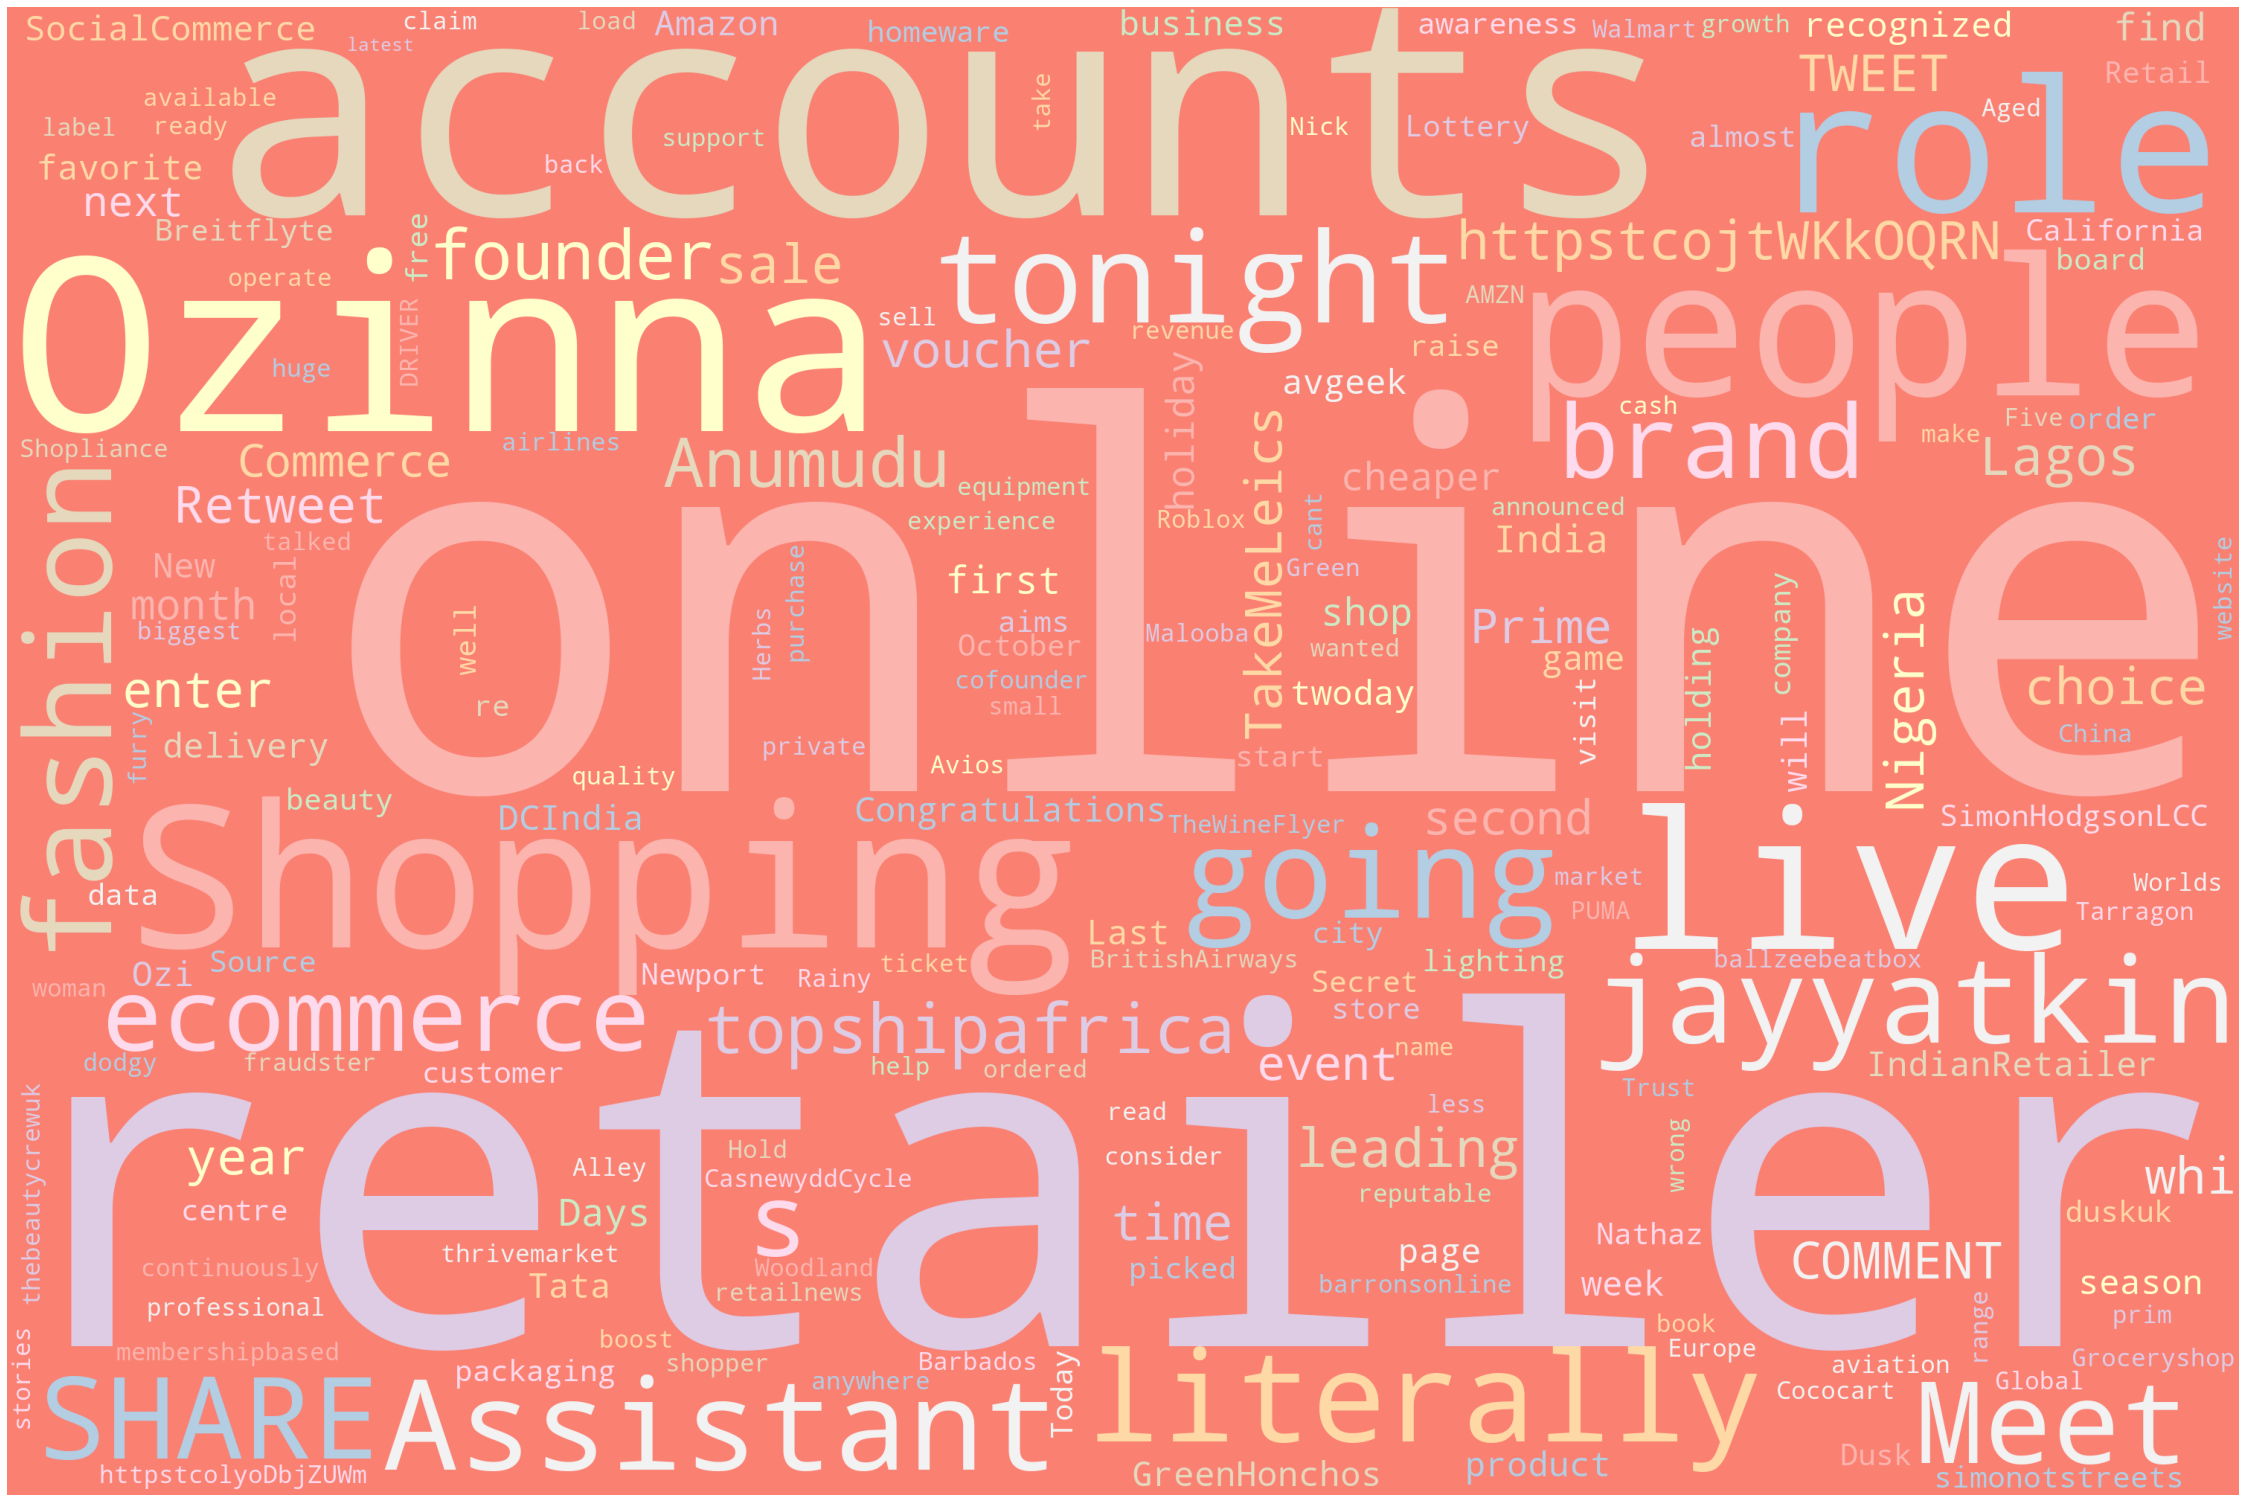 SocialCommerce
claim
latest
load
Amazon
homeware
business
awareness
Walmart
growth
recognized
find
accounts
TWEET
Retail
role
available
label
ready
support
take
Nick
Lottery
almost
Aged
favorite
back
next
Breitflyte
free
founder
sale
tonight
httpstcojtWKkOQRN
California
board
Ozinna
operate
DRIVER
huge
sell
voucher
revenue
AMZN
raise
people
holiday
avgeek
brand
cash
Five
order
make
Shopliance
airlines
Commerce
Anumudu
cheaper
Lagos
fashion
Retweet
equipment
experience
Roblox
TakeMeLeics
cant
announced
India
online
talked
New
local
month
biggest
well
re
purchase
Herbs
first
aims
October
cofounder
small
Malooba
Green
shop
wanted
Prime
game
twoday
visit
holding
company
will
Nigeria
website
choice
China
enter
furry
delivery
private
quality
Avios
start
beauty
DCIndia
Congratulations
TheWineFlyer
second
SimonHodgsonLCC
Shopping
going
live
data
market
PUMA
Worlds
Tarragon
Last
city
BritishAirways
lighting
ballzeebeatbox
Ozi
Source
woman
Newport
Rainy
ticket
Secret
store
jayyatkin
ecommerce
topshipafrica
event
name
IndianRetailer
dodgy
fraudster
customer
help
ordered
Trust
retailer
thebeautycrewuk
read
less
leading
wrong
year
Alley
Hold
CasnewyddCycle
consider
reputable
whi
centre
Days
s
time
page
Nathaz
duskuk
COMMENT
thrivemarket
Woodland
retailnews
continuously
Tata
picked
barronsonline
week
season
professional
prim
range
stories
membershipbased
boost
shopper
book
Europe
Groceryshop
packaging
Barbados
anywhere
Today
aviation
Cococart
Global
SHARE
Assistant
literally
Meet
Dusk
httpstcolyoDbjZUWm
GreenHonchos
product
simonotstreets